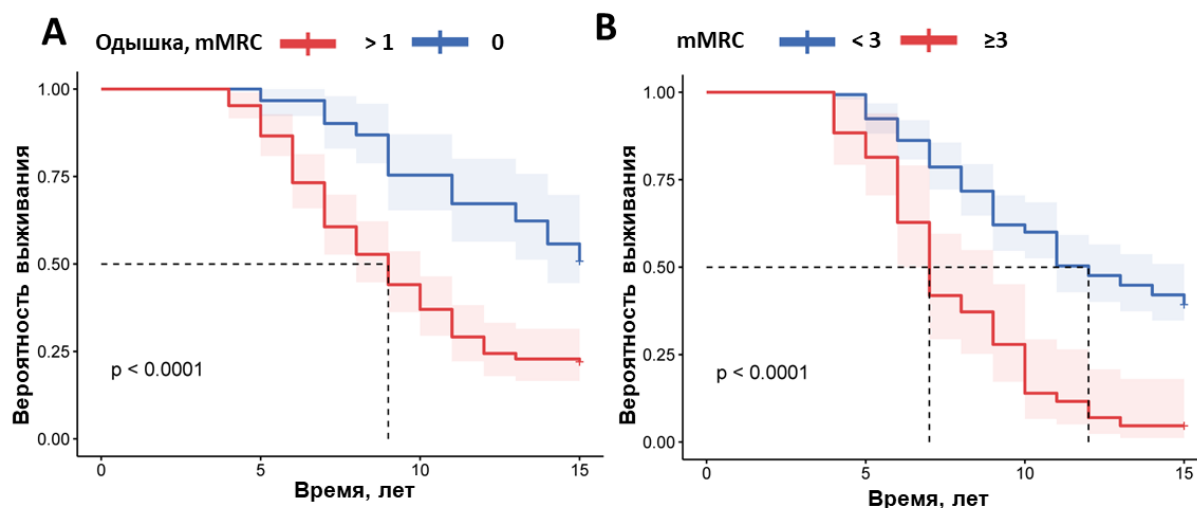 A
Одышка, mMRC > 1 0
Вероятность выживания
1.00
0.75
0.50
0.25
0.00
p < 0.0001
0 5 10 15
Время, лет
B
mMRC < 3 ≥3
Вероятность выживания
1.00
0.75
0.50
0.25
0.00
p < 0.0001
0 5 10 15
Время, лет